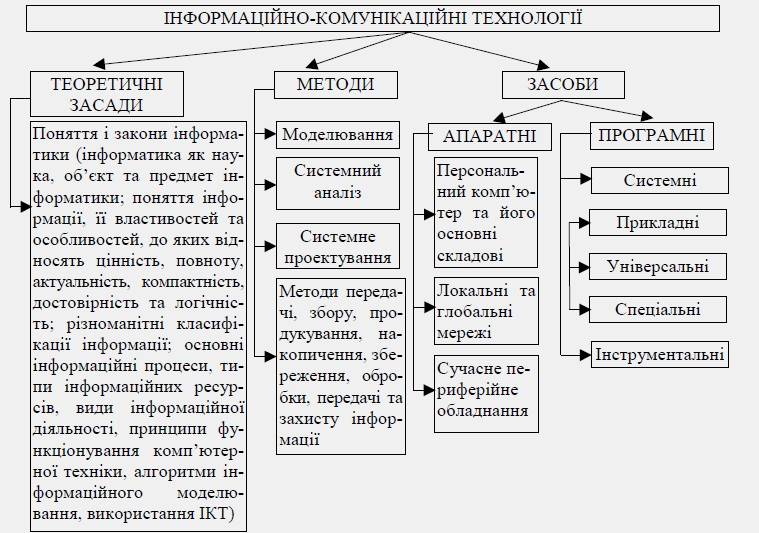 ІНФОРМАЦІЙНО-КОМУНІКАЦІЙНІ ТЕХНОЛОГІЇ
ТЕОРЕТИЧНІ
ЗАСАДИ
Поняття і закони інформа-
тики (інформатика як нау-
ка, об’єкт та предмет ін-
форматики; поняття інфо-
рмації, її властивостей та
особливостей, до яких від-
носять цінність, повноту,
актуальність, компактність,
достовірність та логічніс-
ть; різноманітні класифі-
кації інформації; основні
інформаційні процеси, ти-
пи інформаційних ресур-
сів, види інформаційної
діяльності, принципи фу-
нкціонування комп’ютер-
ної техніки, алгоритми ін-
формаційного моделю-
вання, використання ІКТ)
МЕТОДИ
Моделювання
Системний
аналіз
Системне
проектування
Методи переда-
чі, збору, про-
дукування, на-
копичення, збе-
реження, обро-
бки, передачі та
захисту інфор-
мації
ЗАСОБИ
АПАРАТНІ
Персональ-
ний комп’ю-
тер та його
основні
складові
Локальні та
глобальні
мережі
Сучасне пе-
риферійне
обладнання
ПРОГРАМНІ
Системні
Прикладні
Універсальні
Спеціальні
Інструментальні